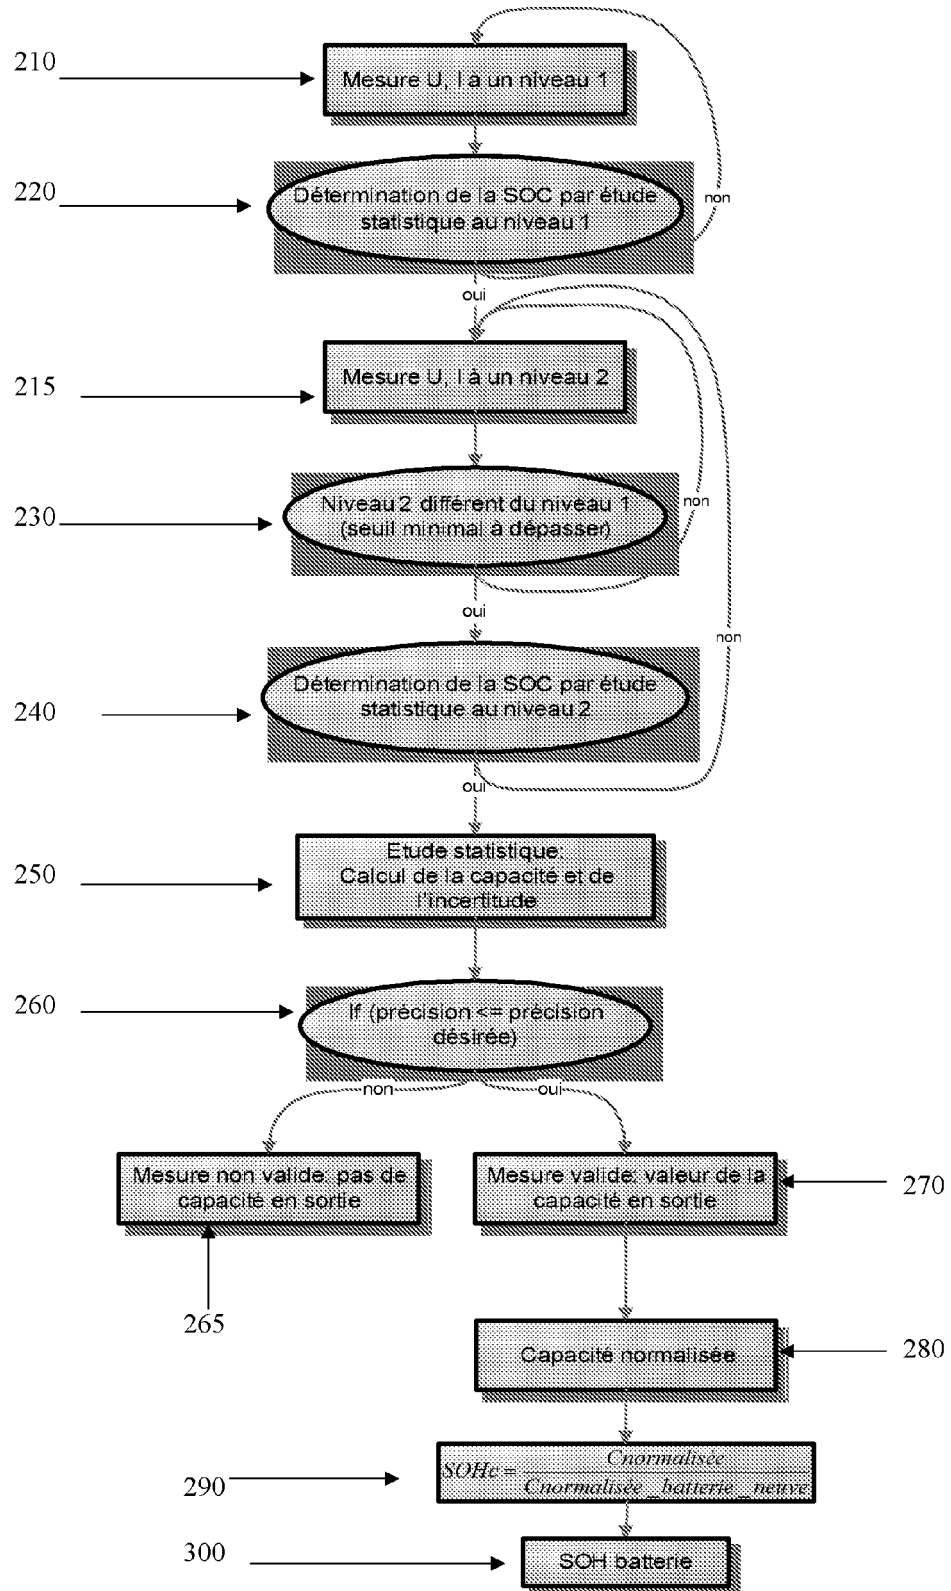 210
Mesure U, I à un niveau 1
220
Détermination de la SOC par étude
statistique au niveau 1
non
oui
215
Mesure U, I à un niveau 2
230
Niveau 2 différent du niveau 1
(seuil minimal à dépasser)
non
oui
non
240
Détermination de la SOC par étude
statistique au niveau 2
oui
250
Etude statistique:
Calcul de la capacité et de
l'incertitude
260
If (précision <= précision
désirée)
non
oui
Mesure non valide: pas de
capacité en sortie
Mesure valide: valeur de la
capacité en sortie
270
265
Capacité normalisée
280
290
SOHc = Cnormalisée
Cnormalisée_batterie_neuve
300
SOH batterie